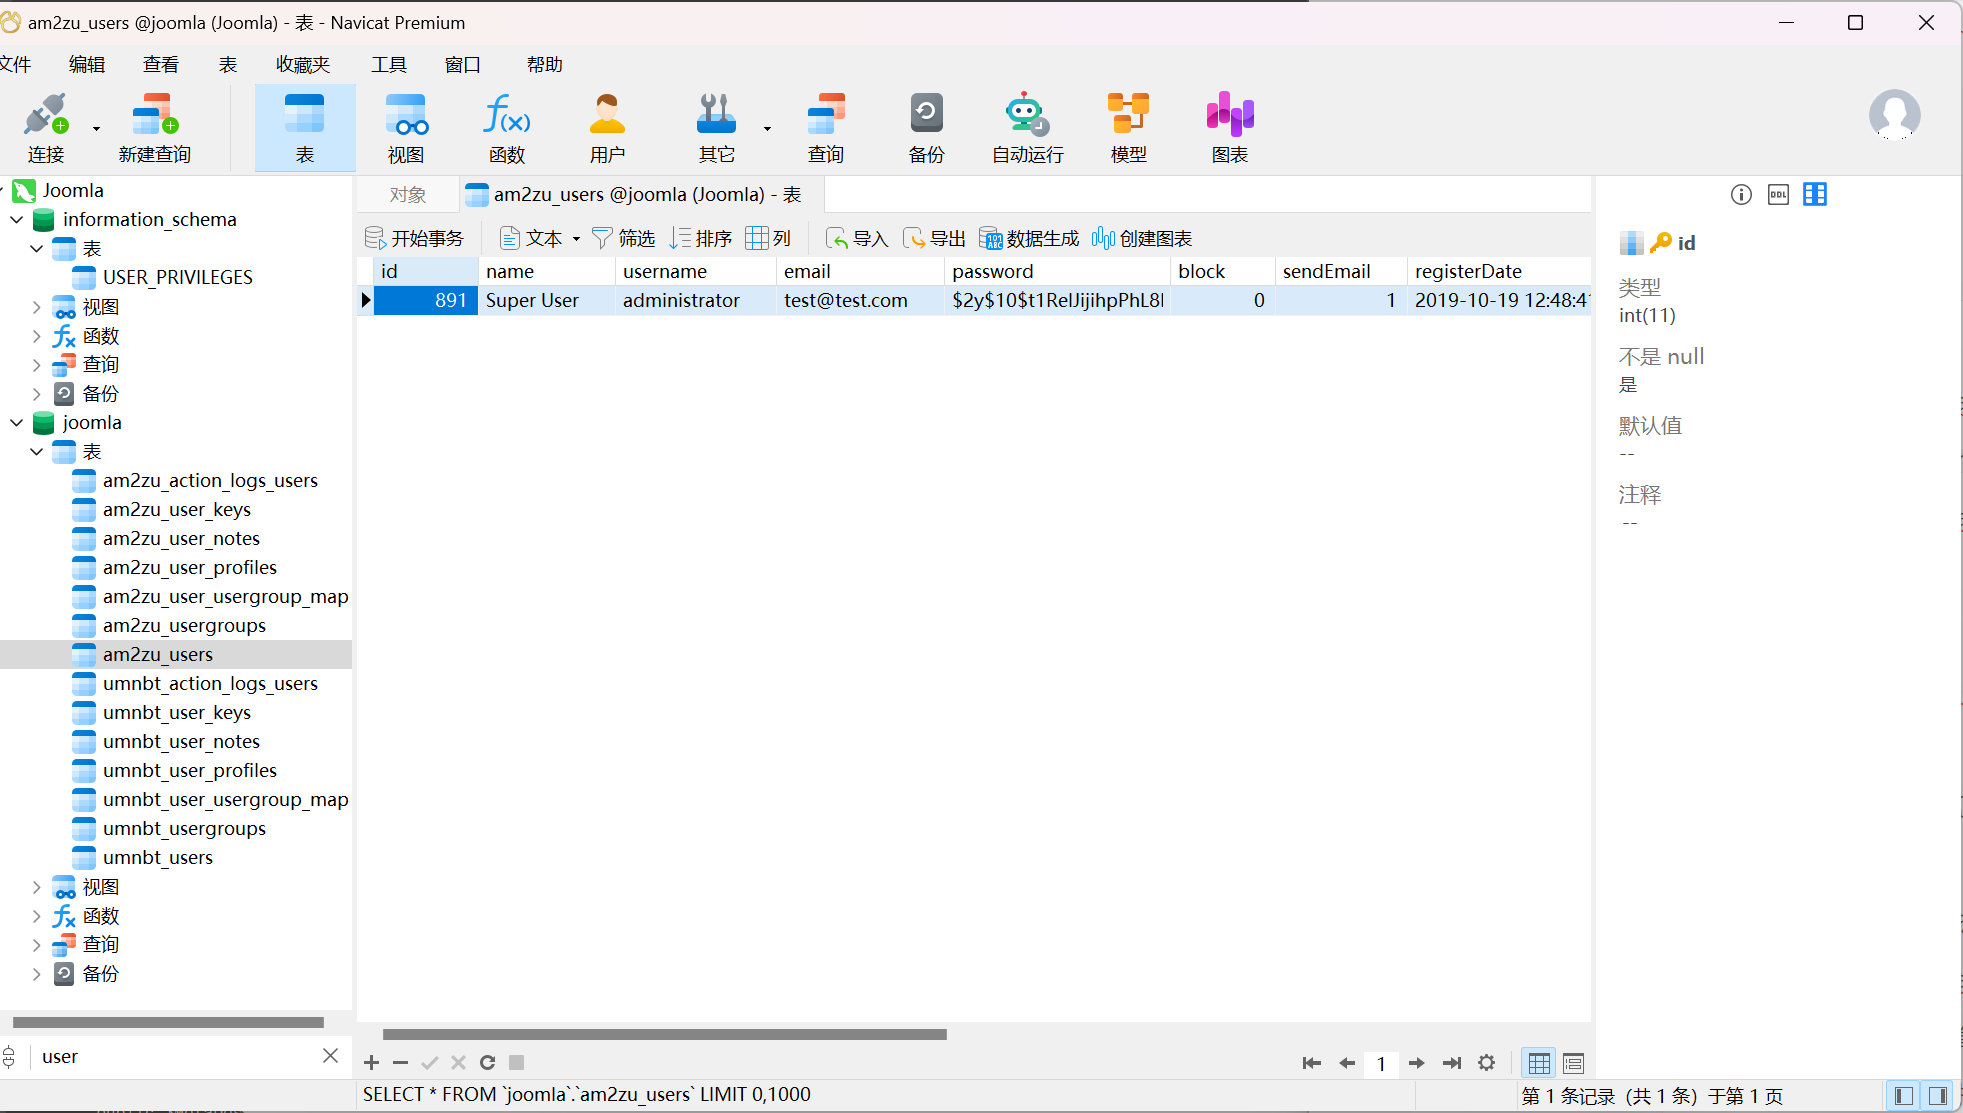 am2zu_users @joomla (Joomla) - 表 - Navicat Premium
文件 编辑 查看 表 收藏夹 工具 窗口 帮助
连接 新建查询 表 视图 函数 用户 其它 查询 备份 自动运行 模型 图表
Joomla
information_schema
表
USER_PRIVILEGES
视图
函数
查询
备份
joomla
表
am2zu_action_logs_users
am2zu_user_keys
am2zu_user_notes
am2zu_user_profiles
am2zu_user_usergroup_map
am2zu_usergroups
am2zu_users
umnbt_action_logs_users
umnbt_user_keys
umnbt_user_notes
umnbt_user_profiles
umnbt_user_usergroup_map
umnbt_usergroups
umnbt_users
视图
函数
查询
备份
user
对象 am2zu_users @joomla (Joomla) - 表
开始事务 文本 筛选 排序 列 导入 导出 数据生成 创建图表
id name username email password block sendEmail registerDate
891 Super User administrator test@test.com $2y$10$t1RelJijihpPhL8 0 1 2019-10-19 12:48:41
1
SELECT * FROM `joomla`.`am2zu_users` LIMIT 0,1000
第 1 条记录 (共 1 条) 于第 1 页
DDL
id
类型
int(11)
不是 null
是
默认值
--
注释
--